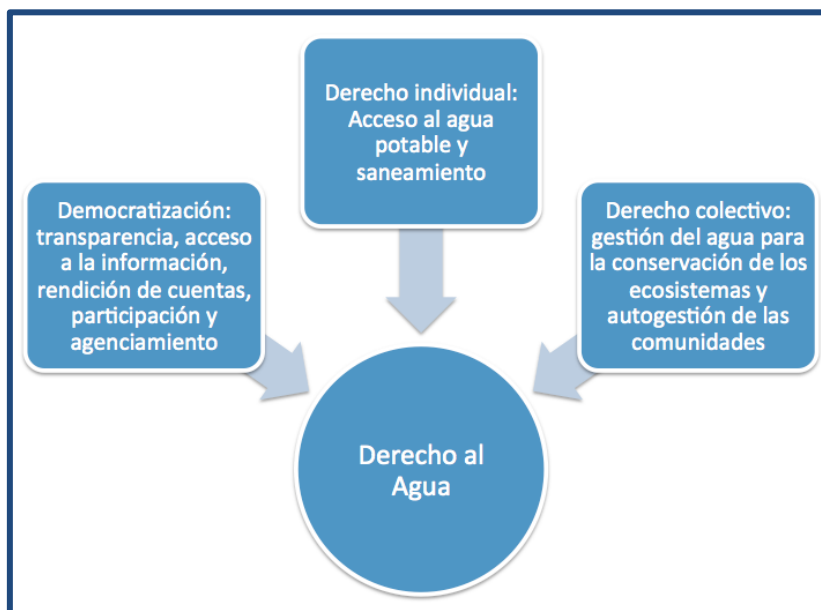 Derecho individual:
Acceso al agua
potable y
saneamiento
Democratización:
transparencia, acceso
a la información,
rendición de cuentas,
participación y
agenciamiento
Derecho colectivo:
gestión del agua para
la conservación de los
ecosistemas y
autogestión de las
comunidades
Derecho al
Agua